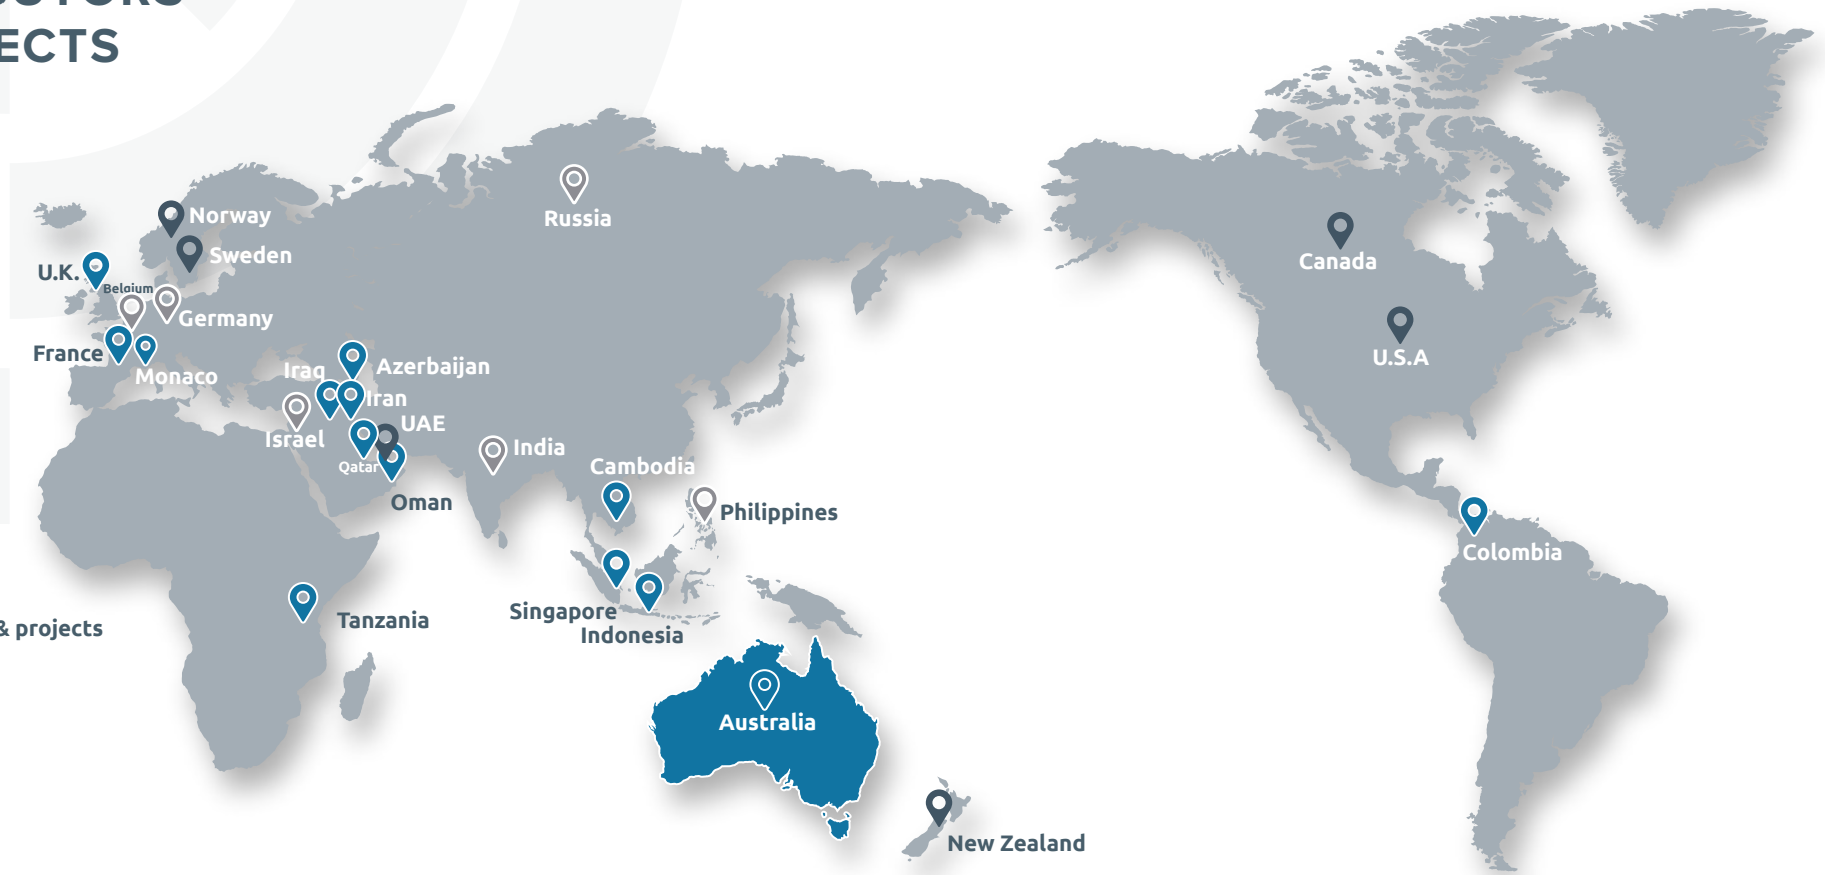 ECTS
Norway
Russia
Sweden
Canada
U.K.
Belgium
Germany
U.S.A
France
Monaco
Iraq
Azerbaijan
Iran
UAE
Israel
India
Qatar
Cambodia
Oman
Philippines
Colombia
Singapore
Tanzania
& projects
Indonesia
Australia
New Zealand